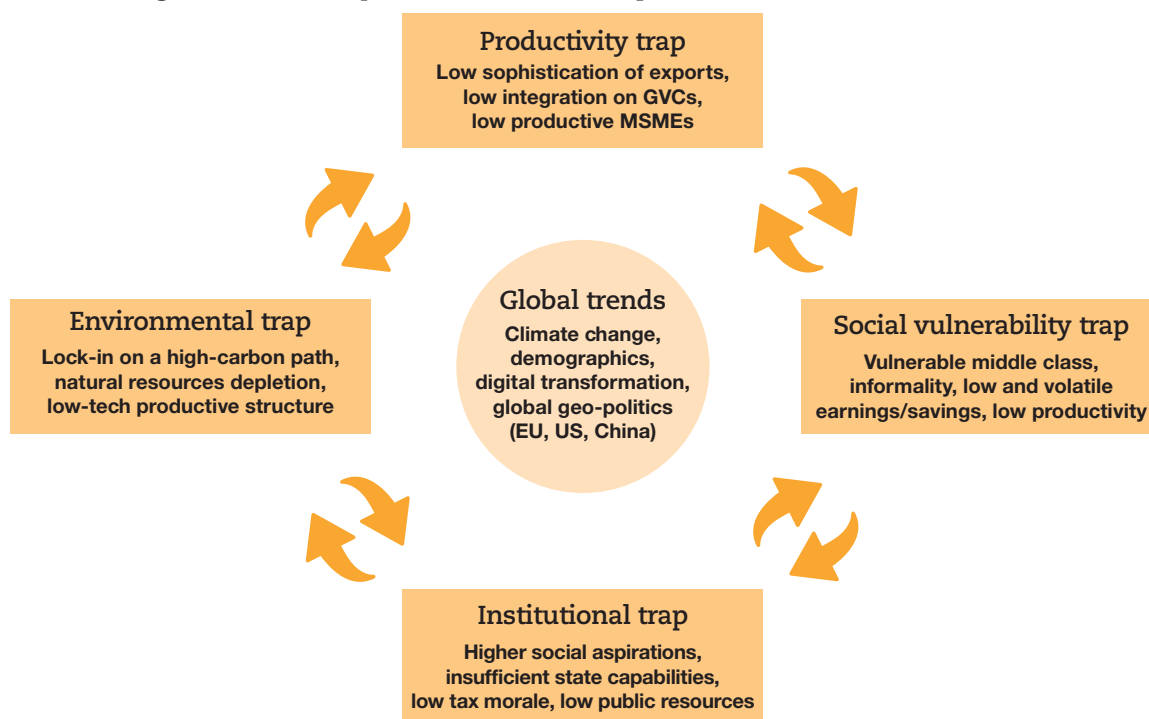 Productivity trap
Low sophistication of exports,
low integration on GVCs,
low productive MSMEs
Environmental trap
Lock-in on a high-carbon path,
natural resources depletion,
low-tech productive structure
Global trends
Climate change,
demographics,
digital transformation,
global geo-politics
(EU, US, China)
Social vulnerability trap
Vulnerable middle class,
informality, low and volatile
earnings/savings, low productivity
Institutional trap
Higher social aspirations,
insufficient state capabilities,
low tax morale, low public resources